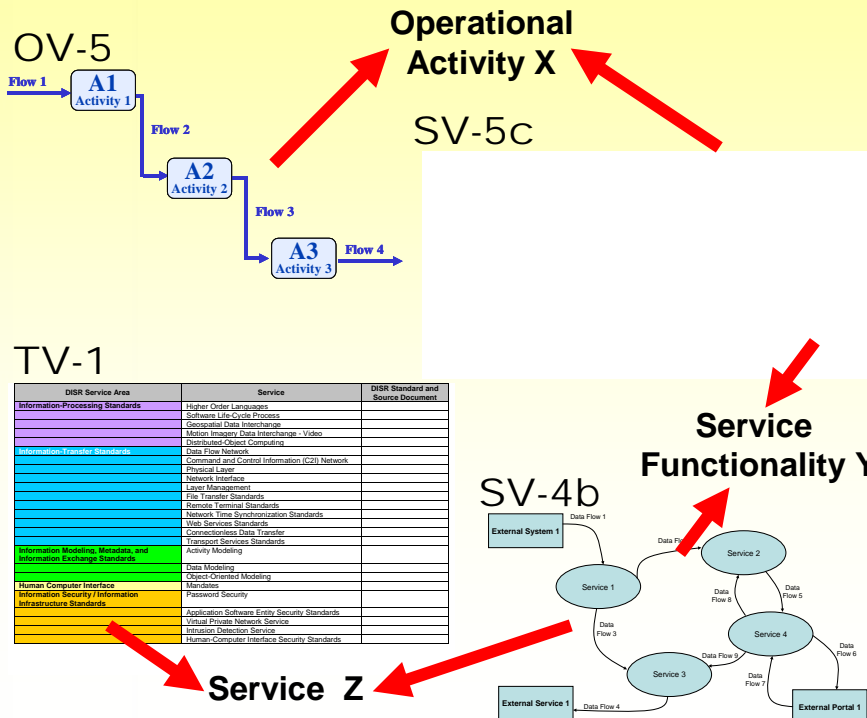 Operational
Activity X
OV-5
Flow 1
A1
Activity 1
Flow 2
A2
Activity 2
Flow 3
A3
Activity 3
Flow 4
SV-5c
TV-1
DISR Service Area
Service
DISR Standard and
Source Document
Information-Processing Standards
Higher Order Languages
Software Life-Cycle Process
Geospatial Data Interchange
Motion Imagery Data Interchange - Video
Distributed-Object Computing
Information-Transfer Standards
Data Flow Network
Command and Control Information (C2I) Network
Physical Layer
Network Interface
Layer Management
File Transfer Standards
Remote Terminal Standards
Network Time Synchronization Standards
Web Services Standards
Connectionless Data Transfer
Transport Services Standards
Information Modeling, Metadata, and
Information Exchange Standards
Activity Modeling
Data Modeling
Object-Oriented Modeling
Human Computer Interface
Mandates
Information Security / Information
Infrastructure Standards
Password Security
Application Software Entity Security Standards
Virtual Private Network Service
Intrusion Detection Service
Human-Computer Interface Security Standards
Service Z
Service
Functionality Y
SV-4b
External System 1
Data Flow 1
Data
Service 2
Service 1
Data
Flow 3
Data
Flow 8
Data
Flow 5
Service 4
Data Flow 9
Data
Flow 6
Data
Flow 7
Service 3
External Service 1
Data Flow 4
External Portal 1